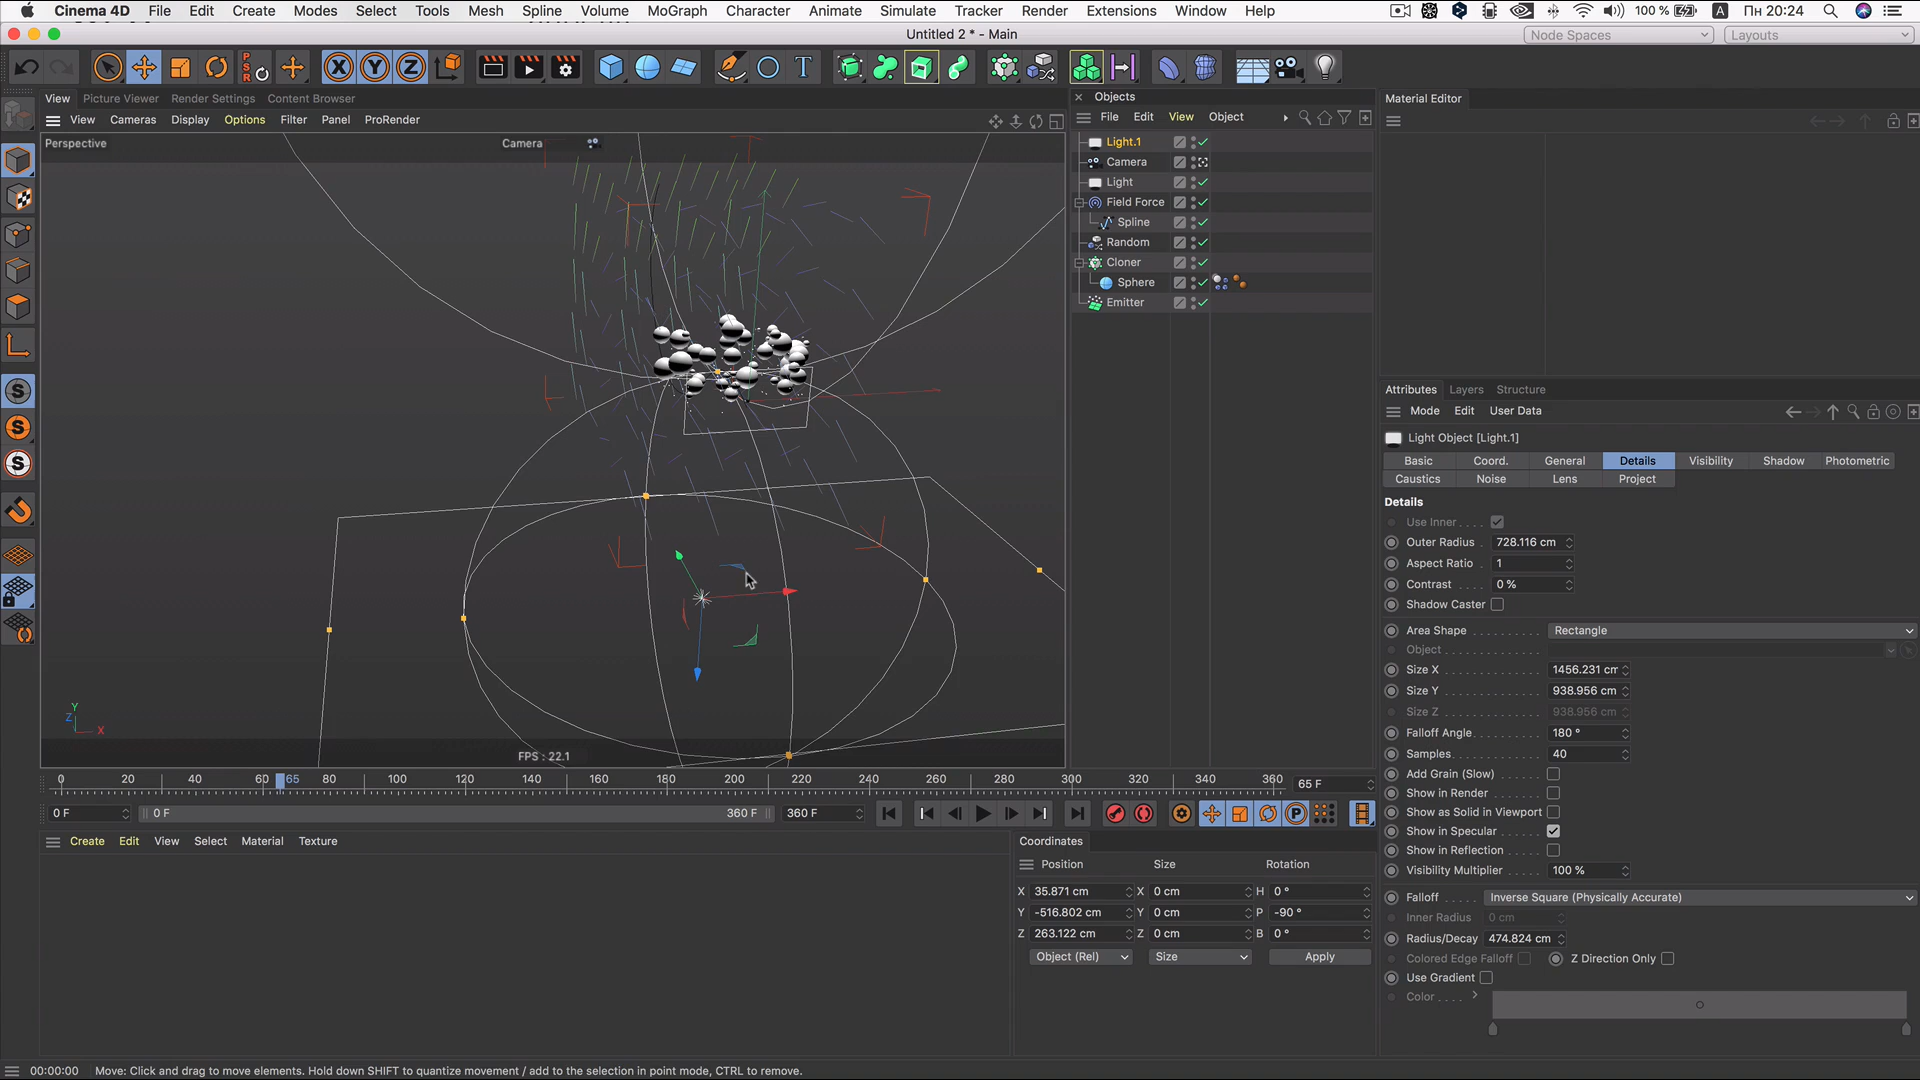 Cinema 4D File Edit Create Modes Select Tools Mesh Spline Volume MoGraph Character Animate Simulate Tracker Render Extensions Window Help 100 % A Пн 20:24
Untitled 2 * - Main
Node Spaces Layouts
View Picture Viewer Render Settings Content Browser
View Cameras Display Options Filter Panel ProRender
Perspective Camera
FPS : 22.1
Y
Z
X
Objects
File Edit View Object
Light.1
Camera
Light
Field Force
Spline
Random
Cloner
Sphere
Emitter
Material Editor
Attributes Layers Structure
Mode Edit User Data
Light Object [Light.1]
Basic Coord. General Details Visibility Shadow Photometric
Caustics Noise Lens Project
Details
Use Inner
Outer Radius 728.116 cm
Aspect Ratio 1
Contrast 0 %
Shadow Caster
Area Shape Rectangle
Object
Size X 1456.231 cm
Size Y 938.956 cm
Size Z 938.956 cm
Falloff Angle 180 °
Samples 40
Add Grain (Slow)
Show in Render
Show as Solid in Viewport
Show in Specular
Show in Reflection
Visibility Multiplier 100 %
Falloff Inverse Square (Physically Accurate)
Inner Radius 0 cm
Radius/Decay 474.824 cm
Colored Edge Falloff Z Direction Only
Use Gradient
Color
0 20 40 60 65 80 100 120 140 160 180 200 220 240 260 280 300 320 340 360 65 F
0 F 0 F 360 F 360 F
Create Edit View Select Material Texture
Coordinates
Position Size Rotation
X 35.871 cm X 0 cm H 0 °
Y -516.802 cm Y 0 cm P -90 °
Z 263.122 cm Z 0 cm B 0 °
Object (Rel) Size Apply
00:00:00 Move: Click and drag to move elements. Hold down SHIFT to quantize movement / add to the selection in point mode, CTRL to remove.